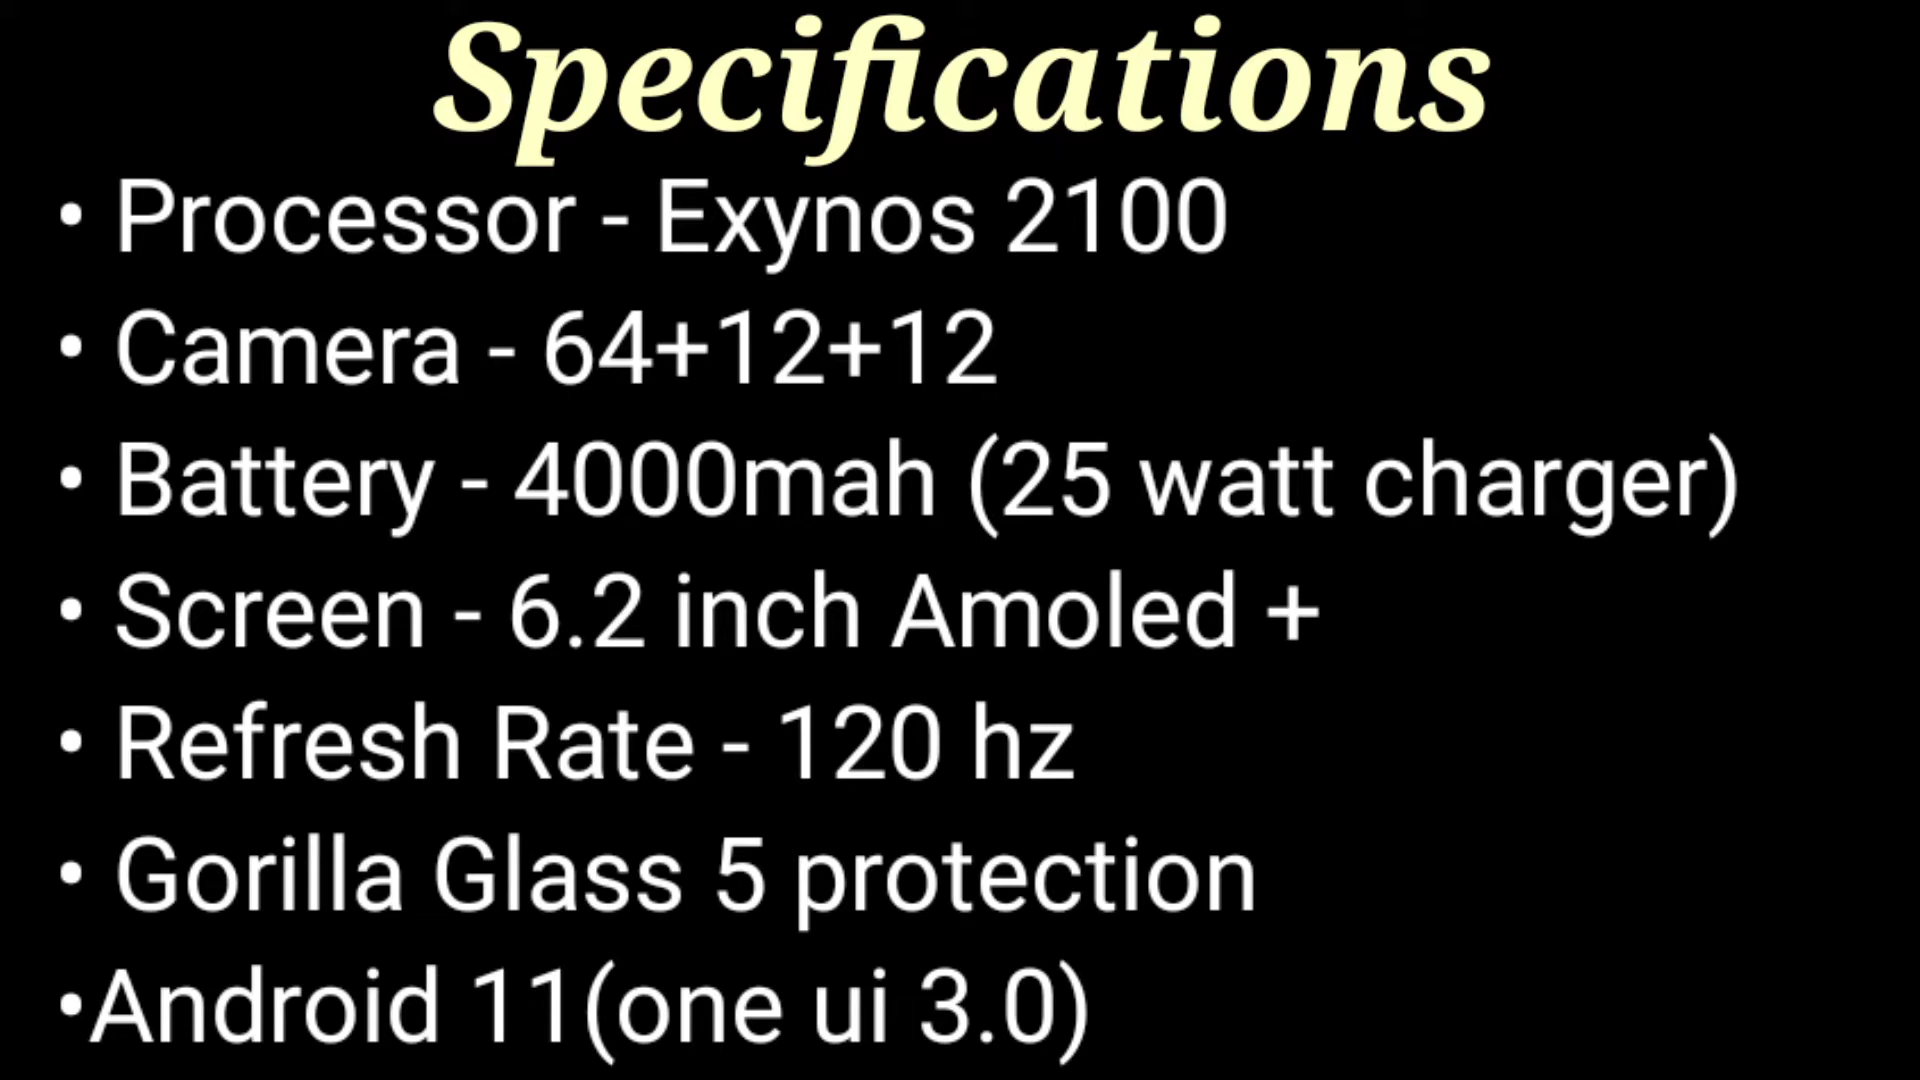 Specifications
• Processor - Exynos 2100
• Camera - 64+12+12
• Battery - 4000mah (25 watt charger)
• Screen - 6.2 inch Amoled +
• Refresh Rate - 120 hz
• Gorilla Glass 5 protection
•Android 11(one ui 3.0)